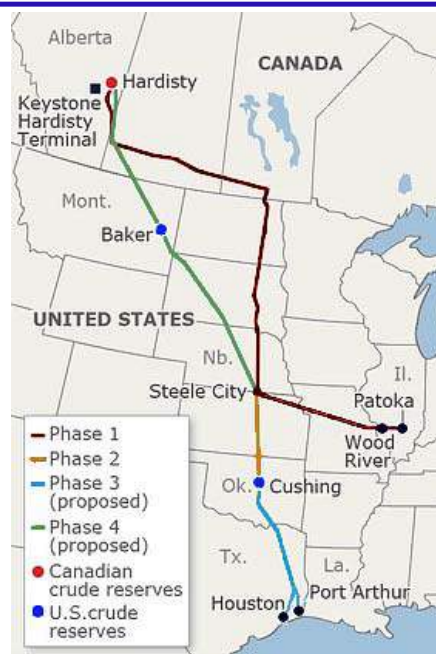 Alberta
Hardisty
CANADA
Keystone
Hardisty
Terminal
Mont.
Baker
UNITED STATES
Nb.
Steele City
Il.
Patoka
Wood
River
Ok.
Cushing
Tx.
La.
Port Arthur
Houston
Phase 1
Phase 2
Phase 3
(proposed)
Phase 4
(proposed)
Canadian
crude reserves
U.S.crude
reserves